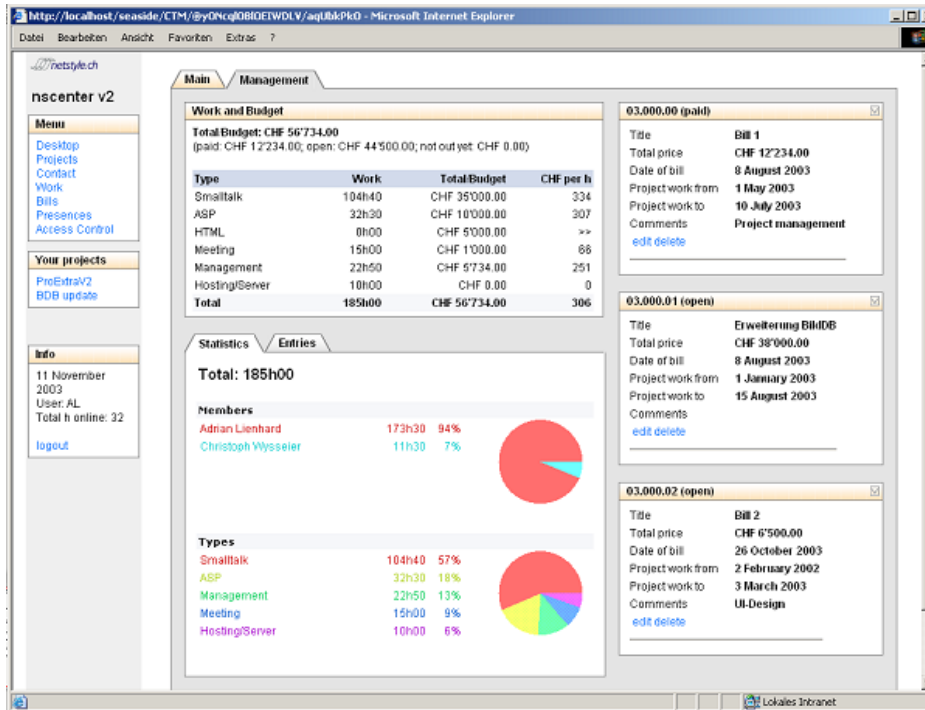 http://localhost/seaside/CTM/@y0NcqlOBlOEIWDLV/aqUbkPkO - Microsoft Internet Explorer
Datei Bearbeiten Ansicht Favoriten Extras ?
netstyle.ch
nscenter v2
Menu
Desktop
Projects
Contact
Work
Bills
Presences
Access Control
Your projects
ProExtraV2
BDB update
Info
11 November
2003
User: AL
Total h online: 32
logout
Main Management
Work and Budget
Total Budget: CHF 56'734.00
(paid: CHF 12'234.00; open: CHF 44'500.00; not out yet: CHF 0.00)
Type Work Total/Budget CHF per h
Smalltalk 104h40 CHF 35'000.00 334
ASP 32h30 CHF 10'000.00 307
HTML 0h00 CHF 5'000.00 >>
Meeting 15h00 CHF 1'000.00 66
Management 22h50 CHF 5'734.00 251
Hosting/Server 10h00 CHF 0.00 0
Total 185h00 CHF 56'734.00 306
Statistics Entries
Total: 185h00
Members
Adrian Lienhard 173h30 94%
Christoph Wysseier 11h30 7%
Types
Smalltalk 104h40 57%
ASP 32h30 18%
Management 22h50 13%
Meeting 15h00 9%
Hosting/Server 10h00 6%
03.000.00 (paid)
Title Bill 1
Total price CHF 12'234.00
Date of bill 8 August 2003
Project work from 1 May 2003
Project work to 10 July 2003
Comments Project management
edit delete
03.000.01 (open)
Title Erweiterung BildDB
Total price CHF 38'000.00
Date of bill 8 August 2003
Project work from 1 January 2003
Project work to 15 August 2003
Comments
edit delete
03.000.02 (open)
Title Bill 2
Total price CHF 6'500.00
Date of bill 26 October 2003
Project work from 2 February 2002
Project work to 3 March 2003
Comments UI-Design
edit delete
Lokales Intranet